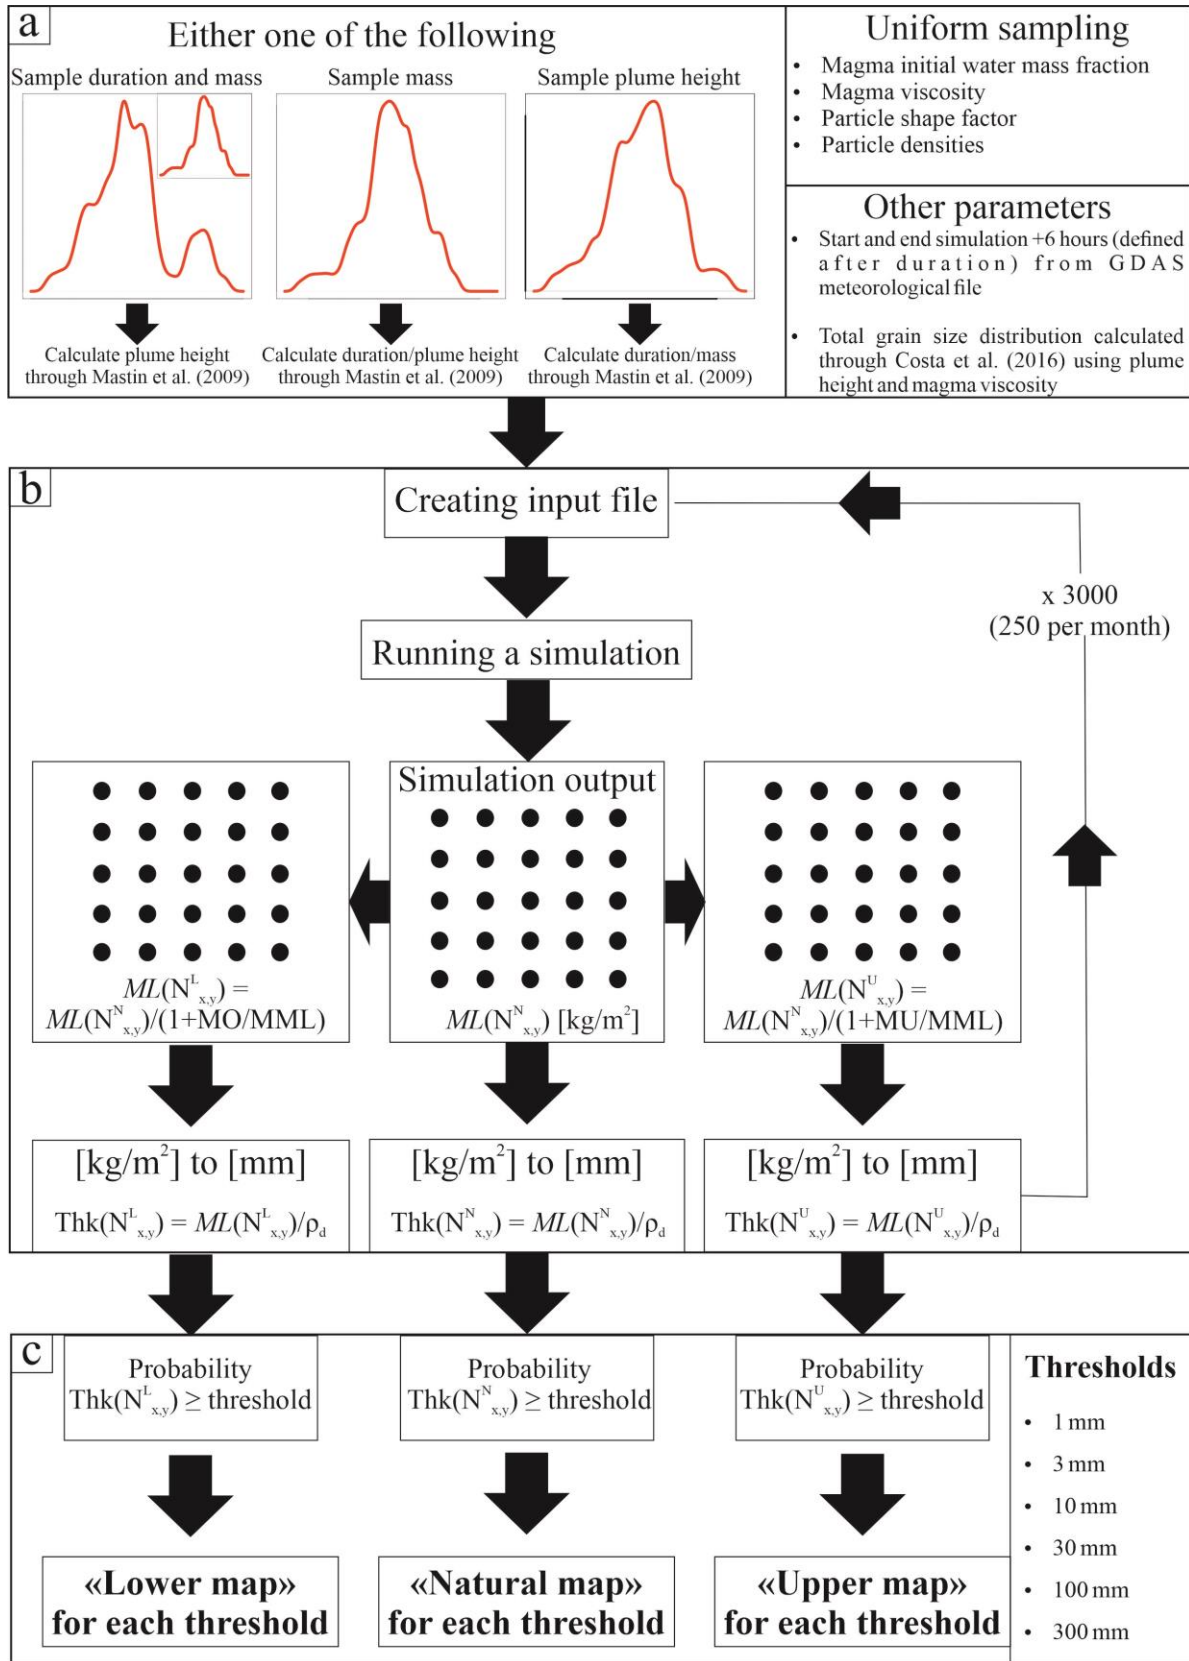 a
Either one of the following
Sample duration and mass
Sample mass
Sample plume height
Calculate plume height
through Mastin et al. (2009)
Calculate duration/plume height
through Mastin et al. (2009)
Calculate duration/mass
through Mastin et al. (2009)
Uniform sampling
• Magma initial water mass fraction
• Magma viscosity
• Particle shape factor
• Particle densities
Other parameters
• Start and end simulation +6 hours (defined
after duration) from GDAS
meteorological file
• Total grain size distribution calculated
through Costa et al. (2016) using plume
height and magma viscosity
b
Creating input file
x 3000
(250 per month)
Running a simulation
Simulation output
ML(N^L_x,y) =
ML(N^N_x,y)/(1+MO/MML)
ML(N^N_x,y) [kg/m²]
ML(N^U_x,y) =
ML(N^N_x,y)/(1+MU/MML)
[kg/m²] to [mm]
Thk(N^L_x,y) = ML(N^L_x,y)/ρ_d
[kg/m²] to [mm]
Thk(N^N_x,y) = ML(N^N_x,y)/ρ_d
[kg/m²] to [mm]
Thk(N^U_x,y) = ML(N^U_x,y)/ρ_d
c
Probability
Thk(N^L_x,y) ≥ threshold
Probability
Thk(N^N_x,y) ≥ threshold
Probability
Thk(N^U_x,y) ≥ threshold
«Lower map»
for each threshold
«Natural map»
for each threshold
«Upper map»
for each threshold
Thresholds
• 1 mm
• 3 mm
• 10 mm
• 30 mm
• 100 mm
• 300 mm